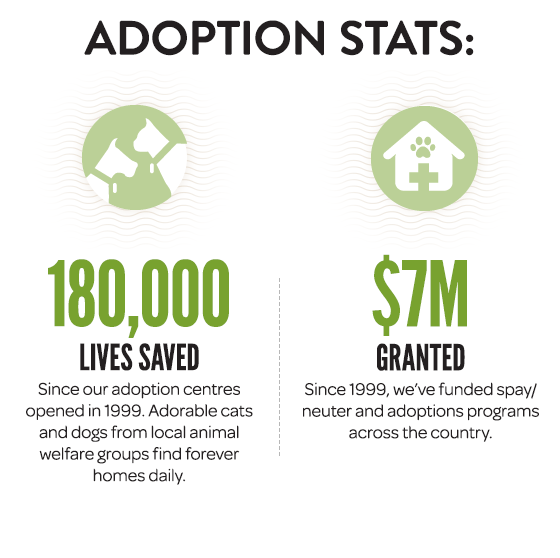 ADOPTION STATS:
180,000
LIVES SAVED
Since our adoption centres
opened in 1999. Adorable cats
and dogs from local animal
welfare groups find forever
homes daily.
$7M
GRANTED
Since 1999, we've funded spay/
neuter and adoptions programs
across the country.